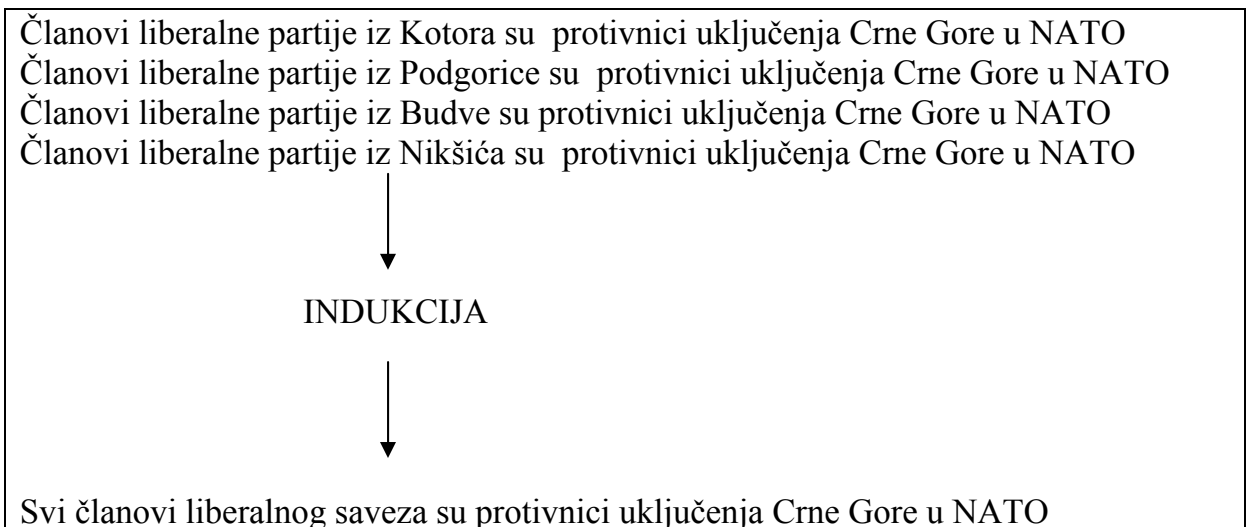 Članovi liberalne partije iz Kotora su  protivnici uključenja Crne Gore u NATO
Članovi liberalne partije iz Podgorice su  protivnici uključenja Crne Gore u NATO
Članovi liberalne partije iz Budve su protivnici uključenja Crne Gore u NATO
Članovi liberalne partije iz Nikšića su  protivnici uključenja Crne Gore u NATO
INDUKCIJA
Svi članovi liberalnog saveza su protivnici uključenja Crne Gore u NATO